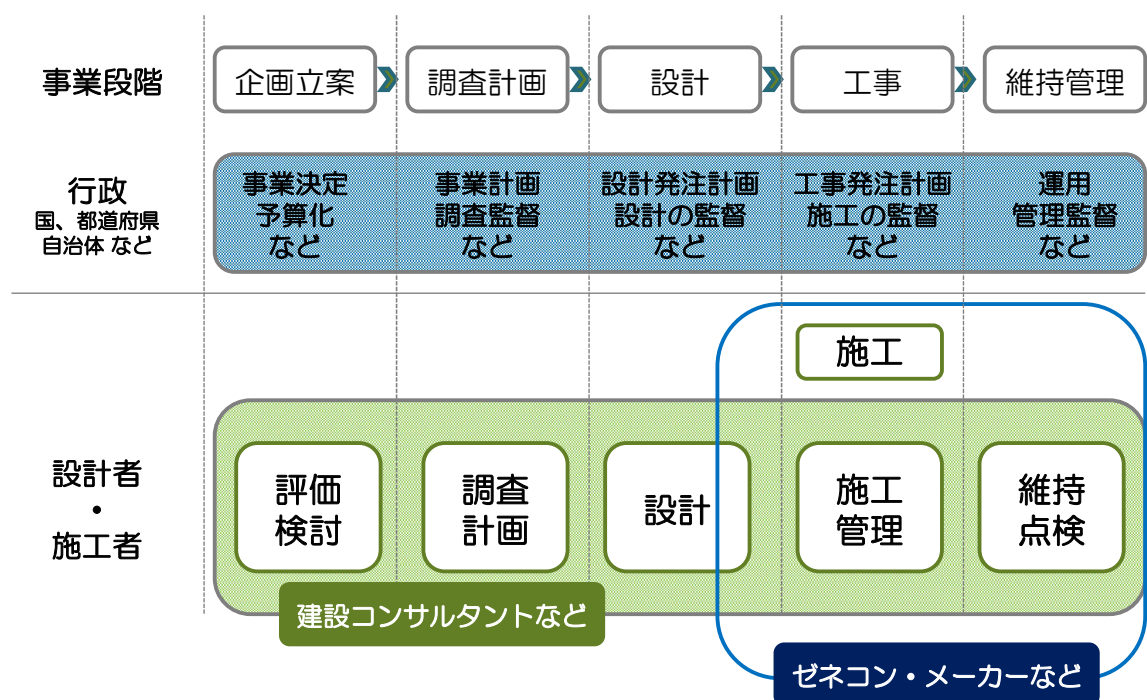 事業段階
企画立案
調査計画
設計
工事
維持管理
行政
国、都道府県
自治体 など
事業決定
予算化
など
事業計画
調査監督
など
設計発注計画
設計の監督
など
工事発注計画
施工の監督
など
運用
管理監督
など
設計者
・
施工者
施工
評価
検討
調査
計画
設計
施工
管理
維持
点検
建設コンサルタントなど
ゼネコン・メーカーなど